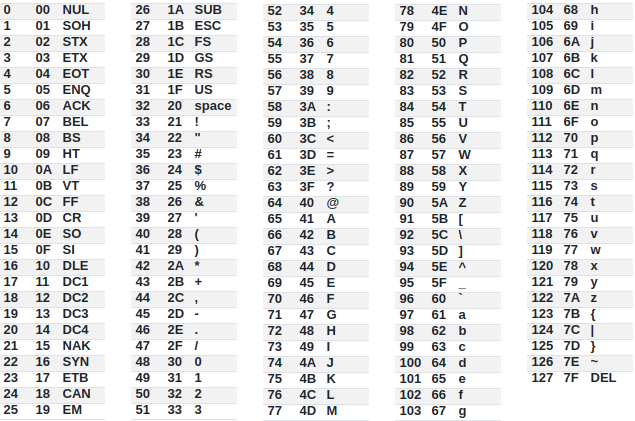 0 00 NUL
1 01 SOH
2 02 STX
3 03 ETX
4 04 EOT
5 05 ENQ
6 06 ACK
7 07 BEL
8 08 BS
9 09 HT
10 0A LF
11 0B VT
12 0C FF
13 0D CR
14 0E SO
15 0F SI
16 10 DLE
17 11 DC1
18 12 DC2
19 13 DC3
20 14 DC4
21 15 NAK
22 16 SYN
23 17 ETB
24 18 CAN
25 19 EM
26 1A SUB
27 1B ESC
28 1C FS
29 1D GS
30 1E RS
31 1F US
32 20 space
33 21 !
34 22 "
35 23 #
36 24 $
37 25 %
38 26 &
39 27 '
40 28 (
41 29 )
42 2A *
43 2B +
44 2C ,
45 2D -
46 2E .
47 2F /
48 30 0
49 31 1
50 32 2
51 33 3
52 34 4
53 35 5
54 36 6
55 37 7
56 38 8
57 39 9
58 3A :
59 3B ;
60 3C <
61 3D =
62 3E >
63 3F ?
64 40 @
65 41 A
66 42 B
67 43 C
68 44 D
69 45 E
70 46 F
71 47 G
72 48 H
73 49 I
74 4A J
75 4B K
76 4C L
77 4D M
78 4E N
79 4F O
80 50 P
81 51 Q
82 52 R
83 53 S
84 54 T
85 55 U
86 56 V
87 57 W
88 58 X
89 59 Y
90 5A Z
91 5B [
92 5C \
93 5D ]
94 5E ^
95 5F _
96 60 `
97 61 a
98 62 b
99 63 c
100 64 d
101 65 e
102 66 f
103 67 g
104 68 h
105 69 i
106 6A j
107 6B k
108 6C l
109 6D m
110 6E n
111 6F o
112 70 p
113 71 q
114 72 r
115 73 s
116 74 t
117 75 u
118 76 v
119 77 w
120 78 x
121 79 y
122 7A z
123 7B {
124 7C |
125 7D }
126 7E ~
127 7F DEL